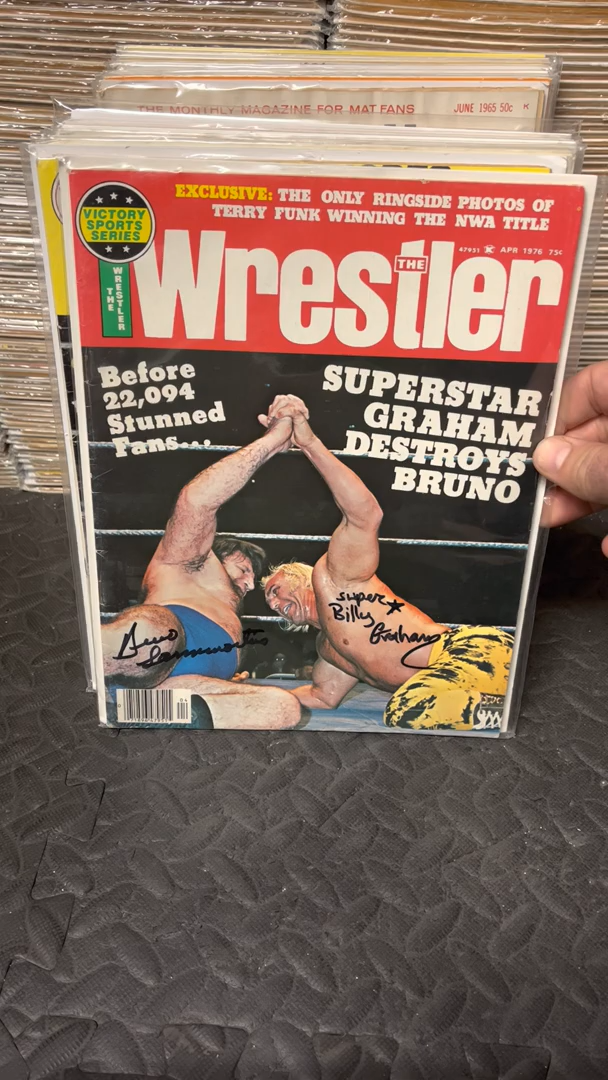 THE MONTHLY MAGAZINE FOR MAT FANS JUNE 1965 50c K
EXCLUSIVE: THE ONLY RINGSIDE PHOTOS OF
TERRY FUNK WINNING THE NWA TITLE
VICTORY
SPORTS
SERIES
THE WRESTLER
47931 K APR 1976 75¢
THE
Wrestler
Before
22,094
Stunned
Fans...
SUPERSTAR
GRAHAM
DESTROYS
BRUNO
Super★
Billy
Graham
Bruno
Sammartino
04